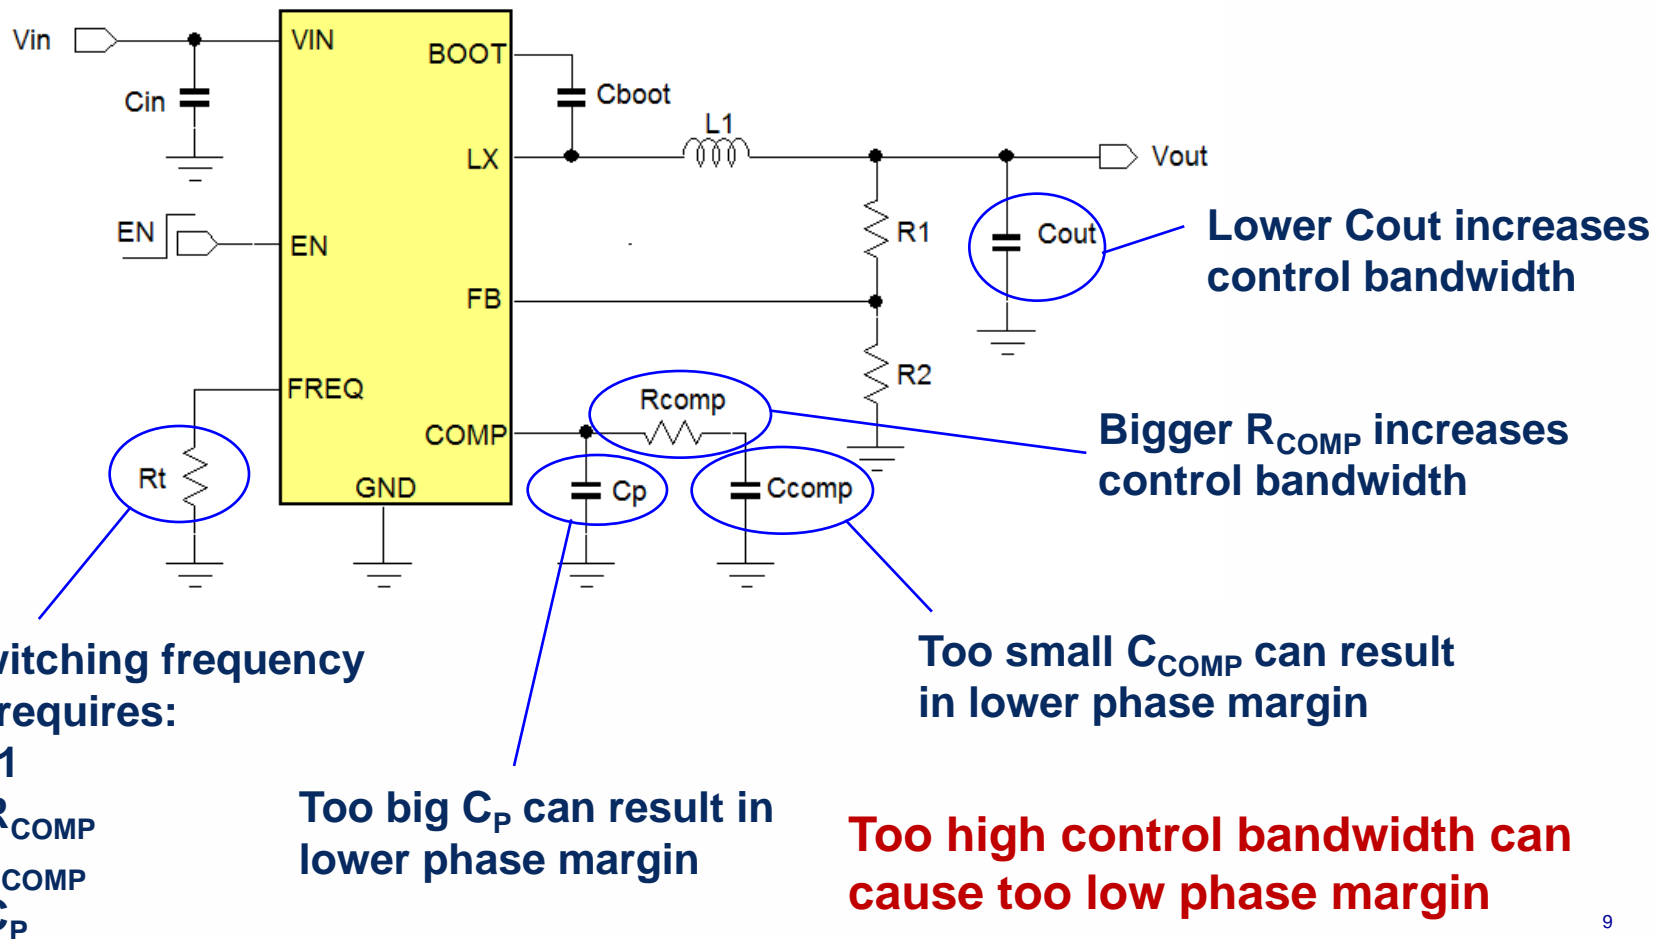 Vin
VIN
BOOT
Cin
Cboot
L1
LX
Vout
EN
EN
R1
Cout
Lower Cout increases
control bandwidth
FB
FREQ
R2
Rcomp
COMP
Bigger RCOMP increases
control bandwidth
Rt
GND
Cp
Ccomp
switching frequency
requires:
Too small CCOMP can result
in lower phase margin
RCOMP
COMP
CP
Too big CP can result in
lower phase margin
Too high control bandwidth can
cause too low phase margin
9